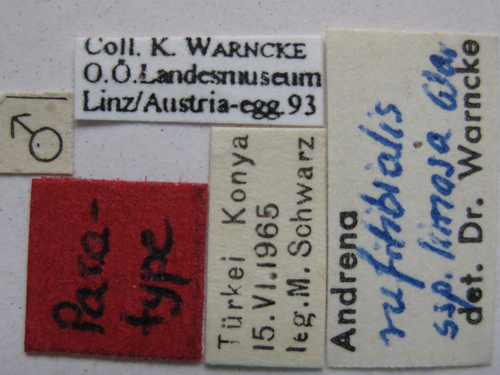 Coll. K. WARNCKE
O.Ö.Landesmuseum
Linz/Austria-egg.93
♂
Para-
type
Türkei Konya
15.VI.1965
leg.M. Schwarz
Andrena
rufitibialis
ssp. limosa War
det. Dr. Warncke